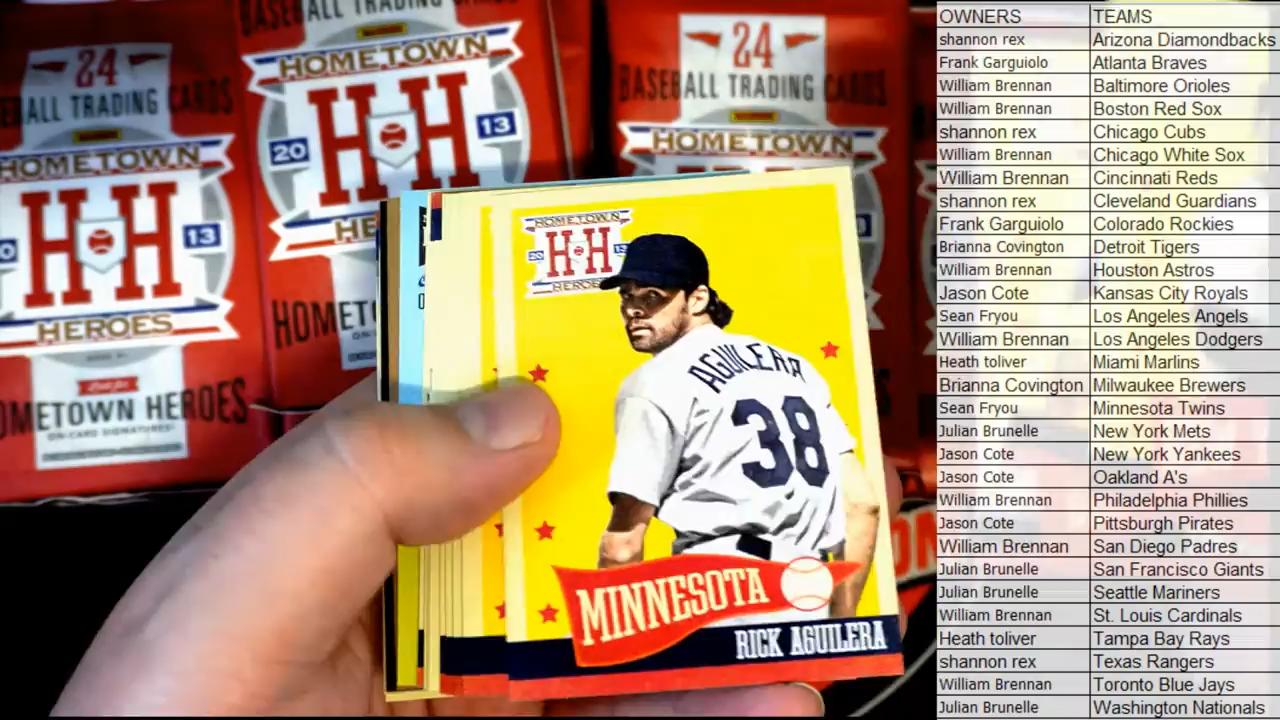 BASEBALL TRADING CARDS
24
BASEBALL TRADING CARDS
HOMETOWN
HH
13
HEROES
HOMETOWN HEROES
ON-CARD SIGNATURES!
HOMETOWN
HH
20 13
24
BASEBALL TRADING CARDS
HOMETOWN
HOMETOWN
HH
20
HEROES
MINNESOTA
RICK AGUILERA
AGUILERA
38
OWNERS TEAMS
shannon rex Arizona Diamondbacks
Frank Garguiolo Atlanta Braves
William Brennan Baltimore Orioles
William Brennan Boston Red Sox
shannon rex Chicago Cubs
William Brennan Chicago White Sox
William Brennan Cincinnati Reds
shannon rex Cleveland Guardians
Frank Garguiolo Colorado Rockies
Brianna Covington Detroit Tigers
William Brennan Houston Astros
Jason Cote Kansas City Royals
Sean Fryou Los Angeles Angels
William Brennan Los Angeles Dodgers
Heath toliver Miami Marlins
Brianna Covington Milwaukee Brewers
Sean Fryou Minnesota Twins
Julian Brunelle New York Mets
Jason Cote New York Yankees
Jason Cote Oakland A's
William Brennan Philadelphia Phillies
Jason Cote Pittsburgh Pirates
William Brennan San Diego Padres
Julian Brunelle San Francisco Giants
Julian Brunelle Seattle Mariners
William Brennan St. Louis Cardinals
Heath toliver Tampa Bay Rays
shannon rex Texas Rangers
William Brennan Toronto Blue Jays
Julian Brunelle Washington Nationals